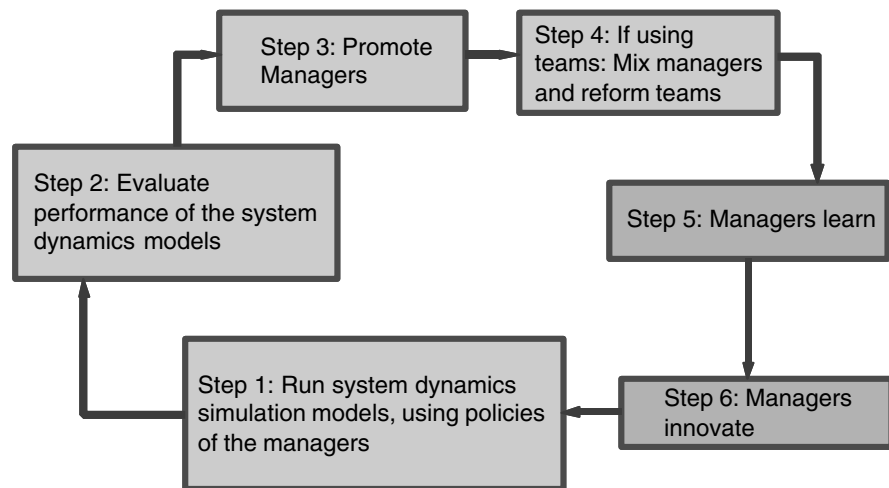 Step 3: Promote
Managers
Step 4: If using
teams: Mix managers
and reform teams
Step 2: Evaluate
performance of the system
dynamics models
Step 5: Managers learn
Step 1: Run system dynamics
simulation models, using policies
of the managers
Step 6: Managers
innovate